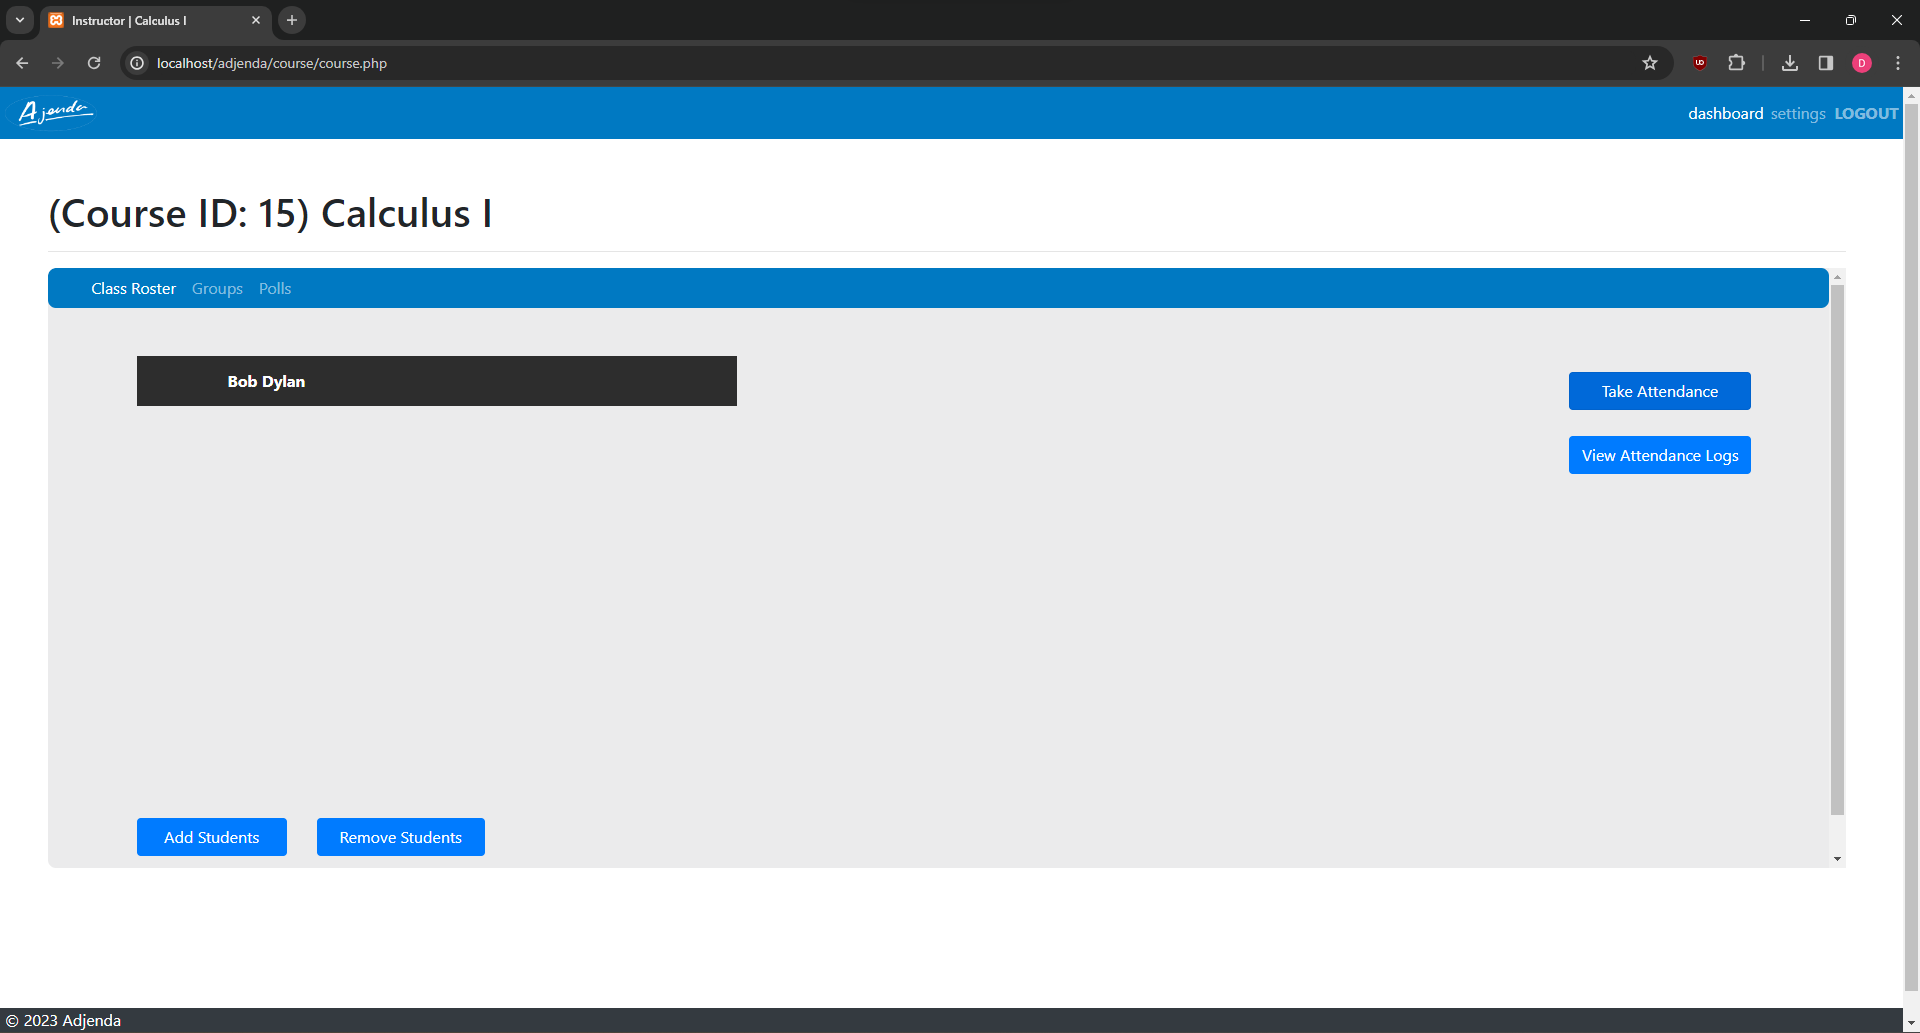 Instructor | Calculus I
localhost/adjenda/course/course.php
D
Ajenda
dashboard settings LOGOUT
(Course ID: 15) Calculus I
Class Roster Groups Polls
Bob Dylan
Take Attendance
View Attendance Logs
Add Students Remove Students
© 2023 Adjenda